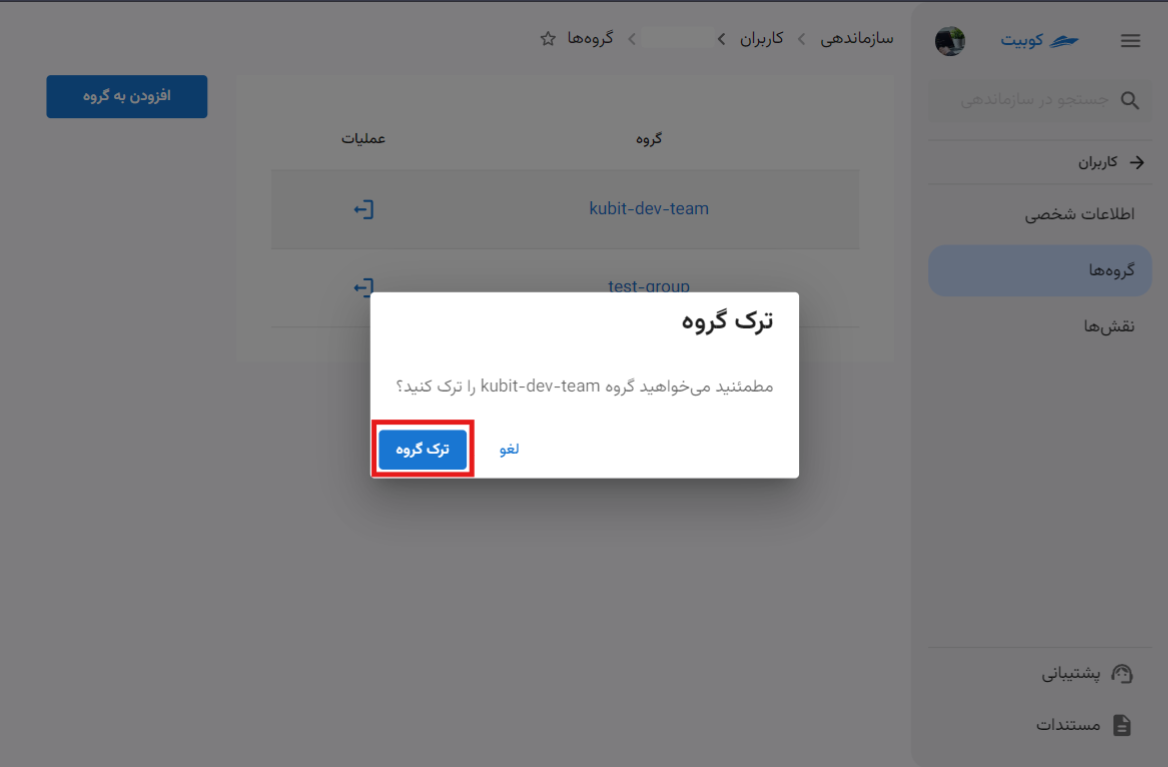 کوبیت
جستجو در سازماندهی
کاربران
اطلاعات شخصی
گروه‌ها
نقش‌ها
پشتیبانی
مستندات
سازماندهی > کاربران > > گروه‌ها
افزودن به گروه
گروه عملیات
kubit-dev-team
test-group
ترک گروه
مطمئنید می‌خواهید گروه kubit-dev-team را ترک کنید؟
لغو ترک گروه